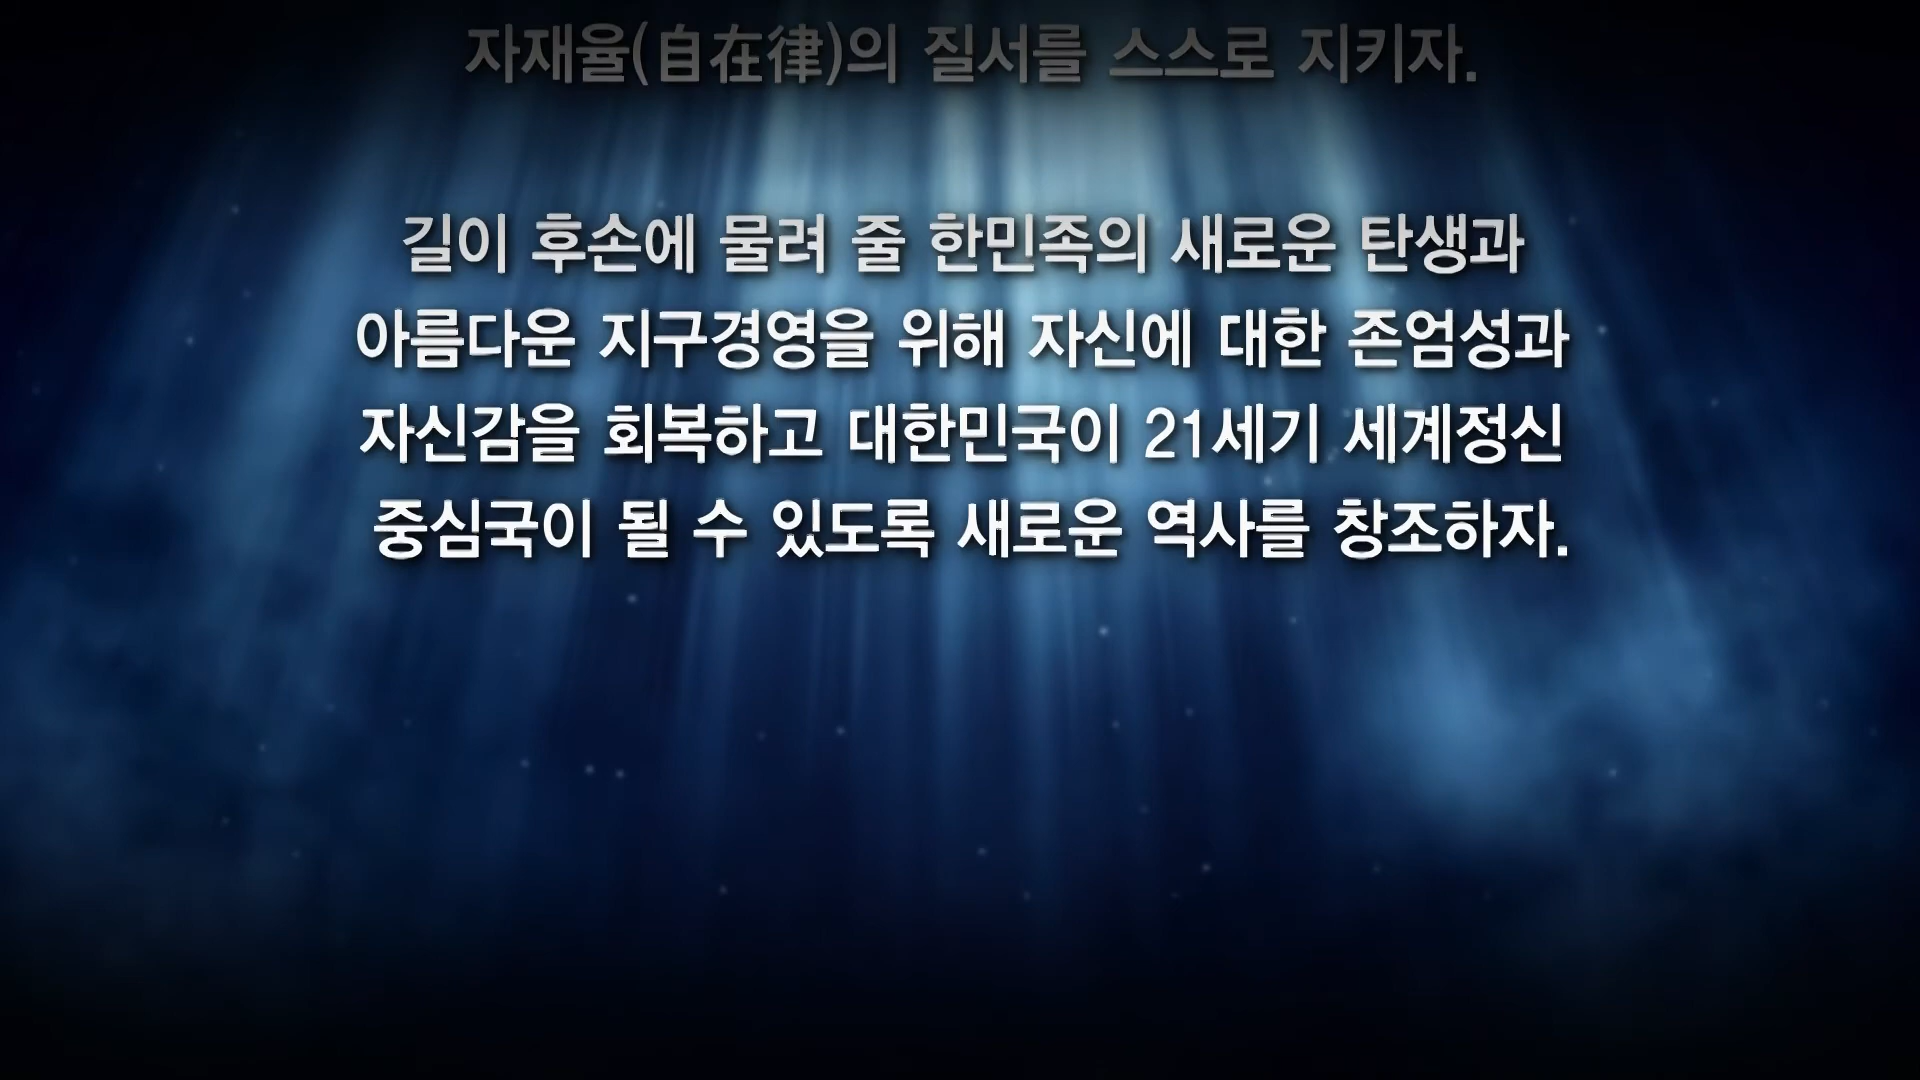 자재율(自在律)의 질서를 스스로 지키자.
길이 후손에 물려 줄 한민족의 새로운 탄생과
아름다운 지구경영을 위해 자신에 대한 존엄성과
자신감을 회복하고 대한민국이 21세기 세계정신
중심국이 될 수 있도록 새로운 역사를 창조하자.